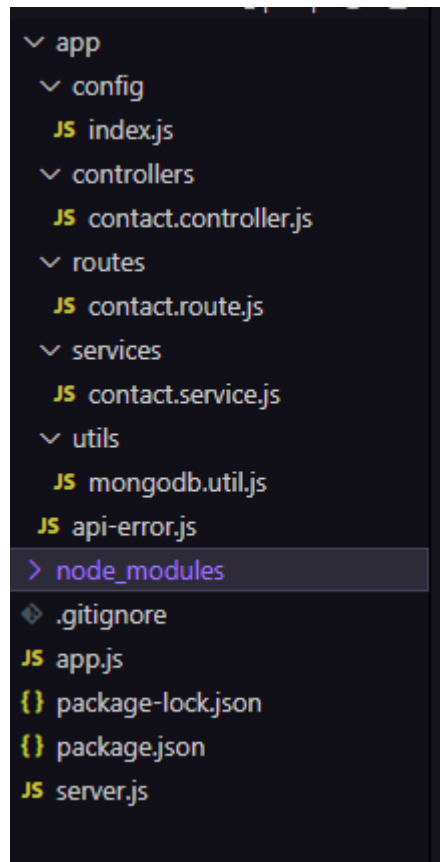 app
config
JS index.js
controllers
JS contact.controller.js
routes
JS contact.route.js
services
JS contact.service.js
utils
JS mongodb.util.js
JS api-error.js
node_modules
.gitignore
JS app.js
{} package-lock.json
{} package.json
JS server.js